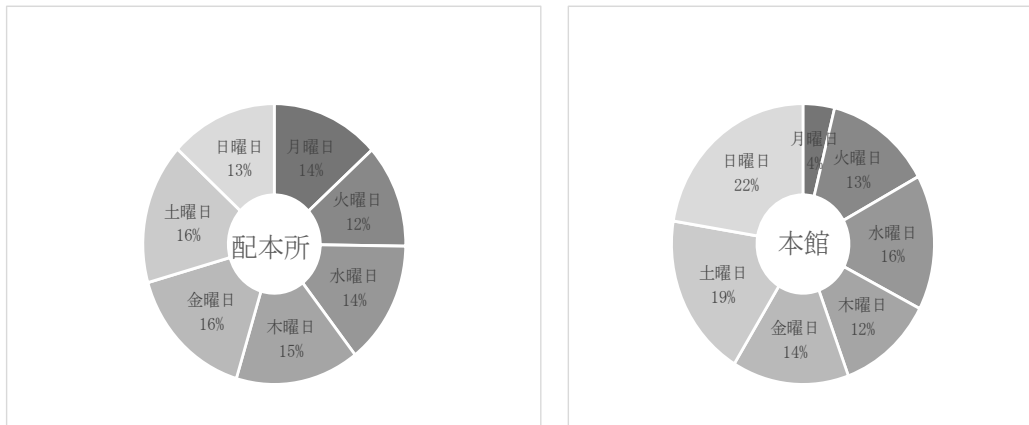 月曜日
14%
火曜日
12%
水曜日
14%
木曜日
15%
金曜日
16%
土曜日
16%
日曜日
13%
配本所
月曜日
4%
火曜日
13%
水曜日
16%
木曜日
12%
金曜日
14%
土曜日
19%
日曜日
22%
本館